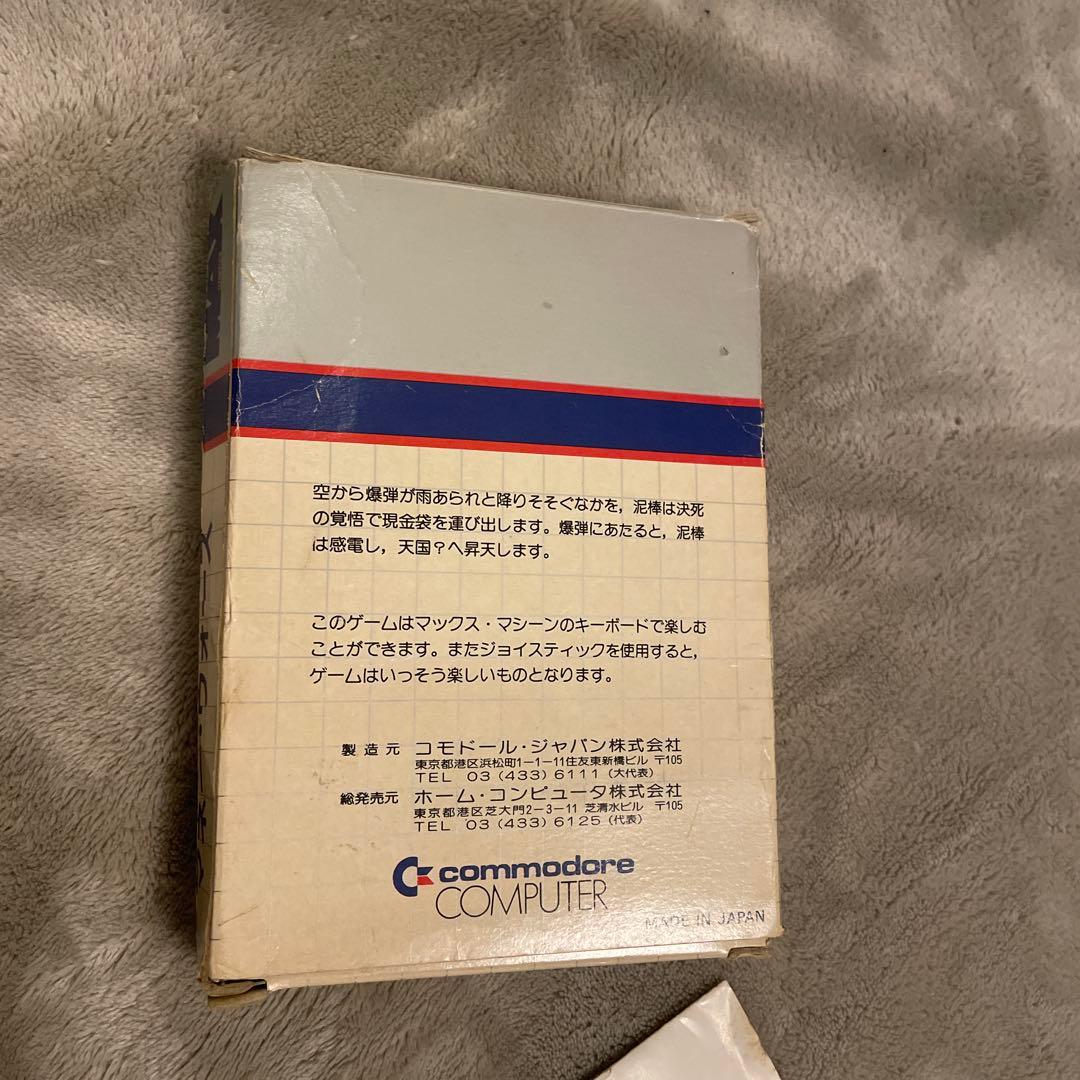 空から爆弾が雨あられと降りそそぐなかを，泥棒は決死
の覚悟で現金袋を運び出します。爆弾にあたると，泥棒
は感電し，天国？へ昇天します。
このゲームはマックス・マシーンのキーボードで楽しむ
ことができます。またジョイスティックを使用すると，
ゲームはいっそう楽しいものとなります。
製造元 コモドール・ジャパン株式会社
東京都港区浜松町1−1−11住友東新橋ビル 〒105
TEL 03（433）6111（大代表）
総発売元 ホーム・コンピュータ株式会社
東京都港区芝大門2−3−11 芝清水ビル 〒105
TEL 03（433）6125（代表）
commodore
COMPUTER
MADE IN JAPAN